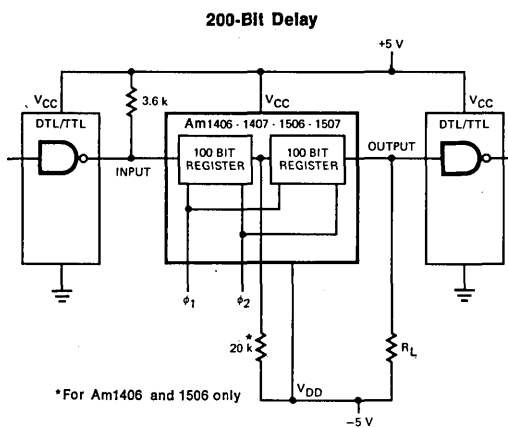 200-Bit Delay
+5 V
VCC
3.6 k
VCC
VCC
DTL/TTL
Am1406 · 1407 · 1506 · 1507
DTL/TTL
100 BIT
REGISTER
100 BIT
REGISTER
INPUT
OUTPUT
ϕ1
ϕ2
*
20 k
RL
*For Am1406 and 1506 only
VDD
−5 V